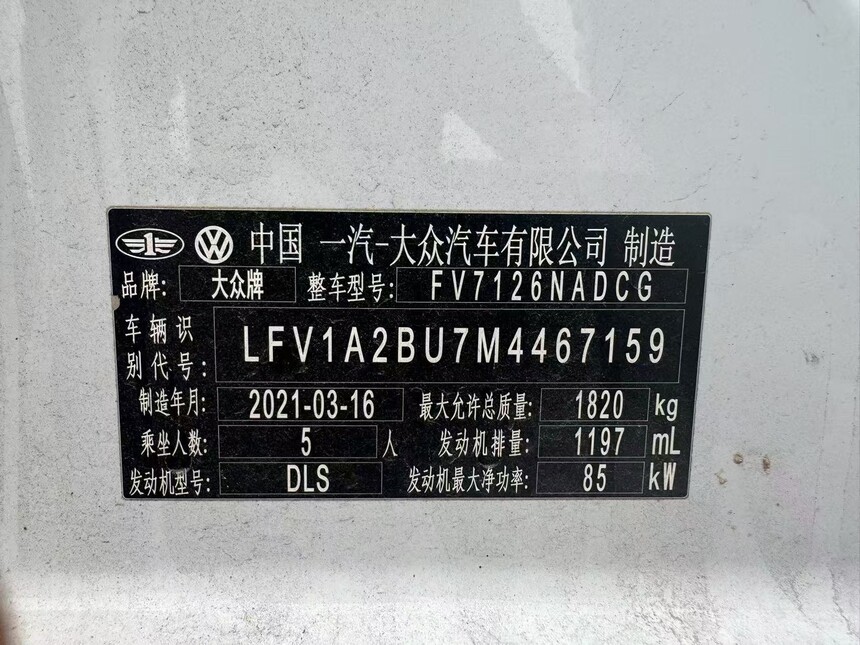 中国 一汽-大众汽车有限公司 制造
品牌: 大众牌 整车型号: FV7126NADCG
车辆识别代号: LFV1A2BU7M4467159
制造年月: 2021-03-16 最大允许总质量: 1820 kg
乘坐人数: 5 人 发动机排量: 1197 mL
发动机型号: DLS 发动机最大净功率: 85 kW